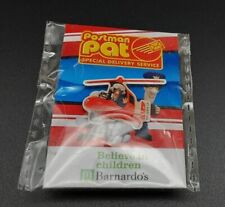 Postman
Pat
SPECIAL DELIVERY SERVICE
Believe in
children
Barnardo's